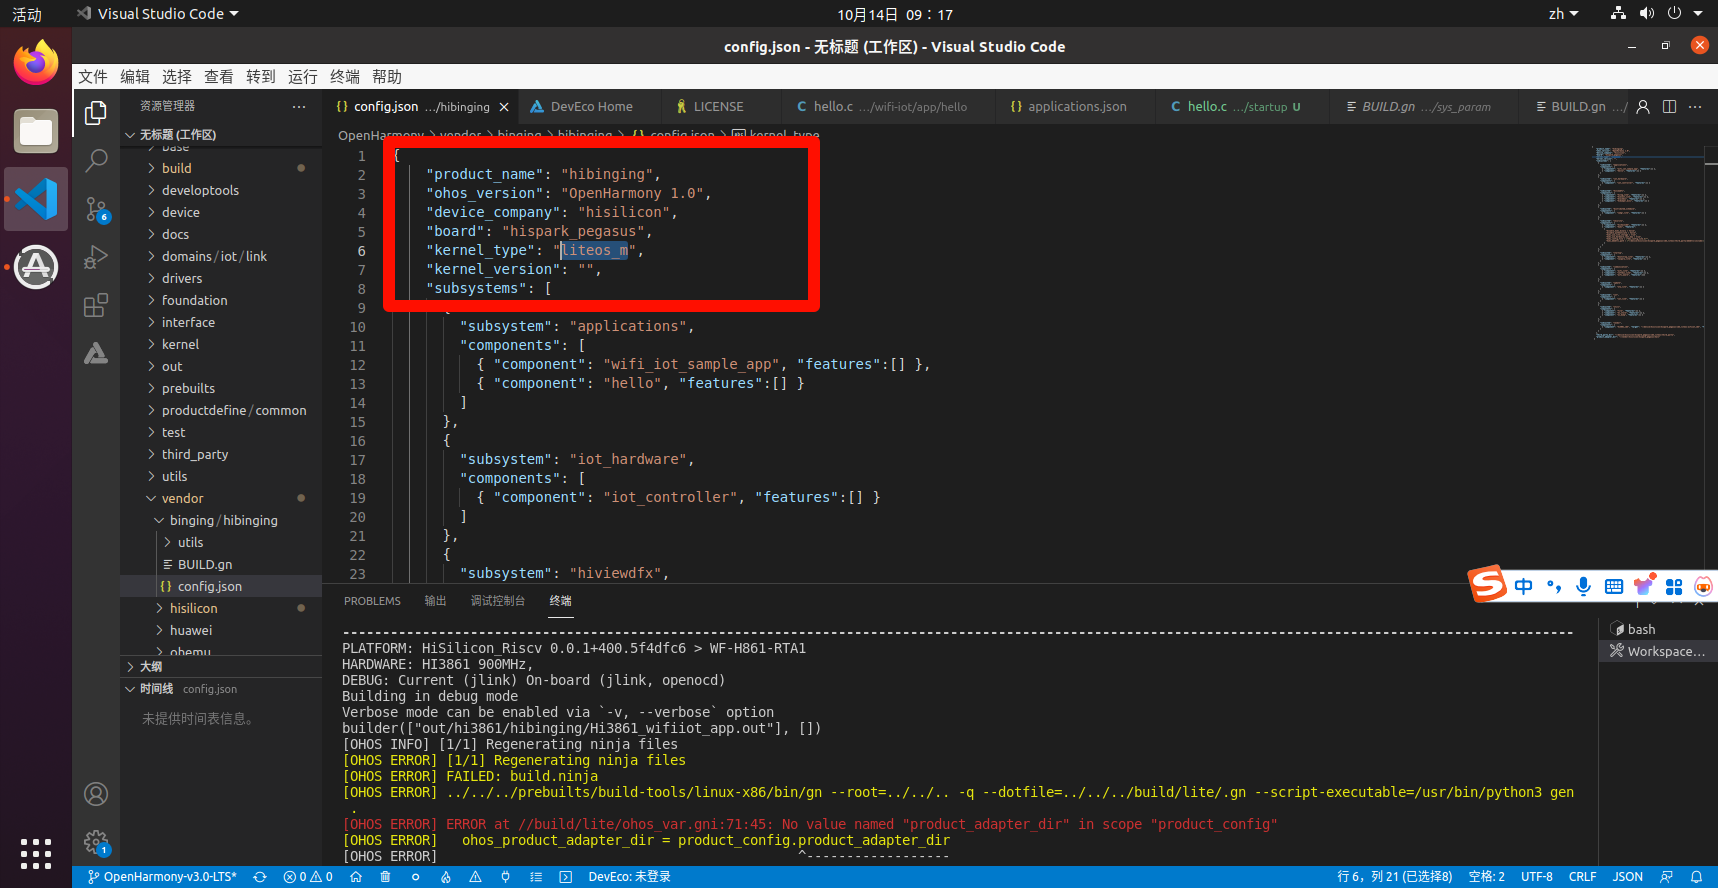 活动
Visual Studio Code
10月14日 09：17
zh
config.json - 无标题 (工作区) - Visual Studio Code
文件 编辑 选择 查看 转到 运行 终端 帮助
资源管理器
config.json .../hibinging
DevEco Home
LICENSE
hello.c .../wifi-iot/app/hello
applications.json
hello.c .../startup U
BUILD.gn .../sys_param
BUILD.gn .../
OpenHarmony > vendor > binging > hibinging > {} config.json > kernel_type
无标题 (工作区)
base
build
developtools
device
docs
domains/iot/link
drivers
foundation
interface
kernel
out
prebuilts
productdefine/common
test
third_party
utils
vendor
binging/hibinging
utils
BUILD.gn
{} config.json
hisilicon
huawei
qhemu
大纲
时间线 config.json
未提供时间表信息。
6
1
1 {
2 "product_name": "hibinging",
3 "ohos_version": "OpenHarmony 1.0",
4 "device_company": "hisilicon",
5 "board": "hispark_pegasus",
6 "kernel_type": "liteos_m",
7 "kernel_version": "",
8 "subsystems": [
9 {
10 "subsystem": "applications",
11 "components": [
12 { "component": "wifi_iot_sample_app", "features":[] },
13 { "component": "hello", "features":[] }
14 ]
15 },
16 {
17 "subsystem": "iot_hardware",
18 "components": [
19 { "component": "iot_controller", "features":[] }
20 ]
21 },
22 {
23 "subsystem": "hiviewdfx",
中
PROBLEMS 输出 调试控制台 终端
bash
Workspace...
PLATFORM: HiSilicon_Riscv 0.0.1+400.5f4dfc6 > WF-H861-RTA1
HARDWARE: HI3861 900MHz,
DEBUG: Current (jlink) On-board (jlink, openocd)
Building in debug mode
Verbose mode can be enabled via `-v, --verbose` option
builder(["out/hi3861/hibinging/Hi3861_wifiiot_app.out"], [])
[OHOS INFO] [1/1] Regenerating ninja files
[OHOS ERROR] [1/1] Regenerating ninja files
[OHOS ERROR] FAILED: build.ninja
[OHOS ERROR] ../../../prebuilts/build-tools/linux-x86/bin/gn --root=../../.. -q --dotfile=../../../build/lite/.gn --script-executable=/usr/bin/python3 gen
.
[OHOS ERROR] ERROR at //build/lite/ohos_var.gni:71:45: No value named "product_adapter_dir" in scope "product_config"
[OHOS ERROR] ohos_product_adapter_dir = product_config.product_adapter_dir
[OHOS ERROR] ^------------------
OpenHarmony-v3.0-LTS*
0 0
DevEco: 未登录
行 6，列 21 (已选择8)
空格: 2
UTF-8
CRLF
JSON